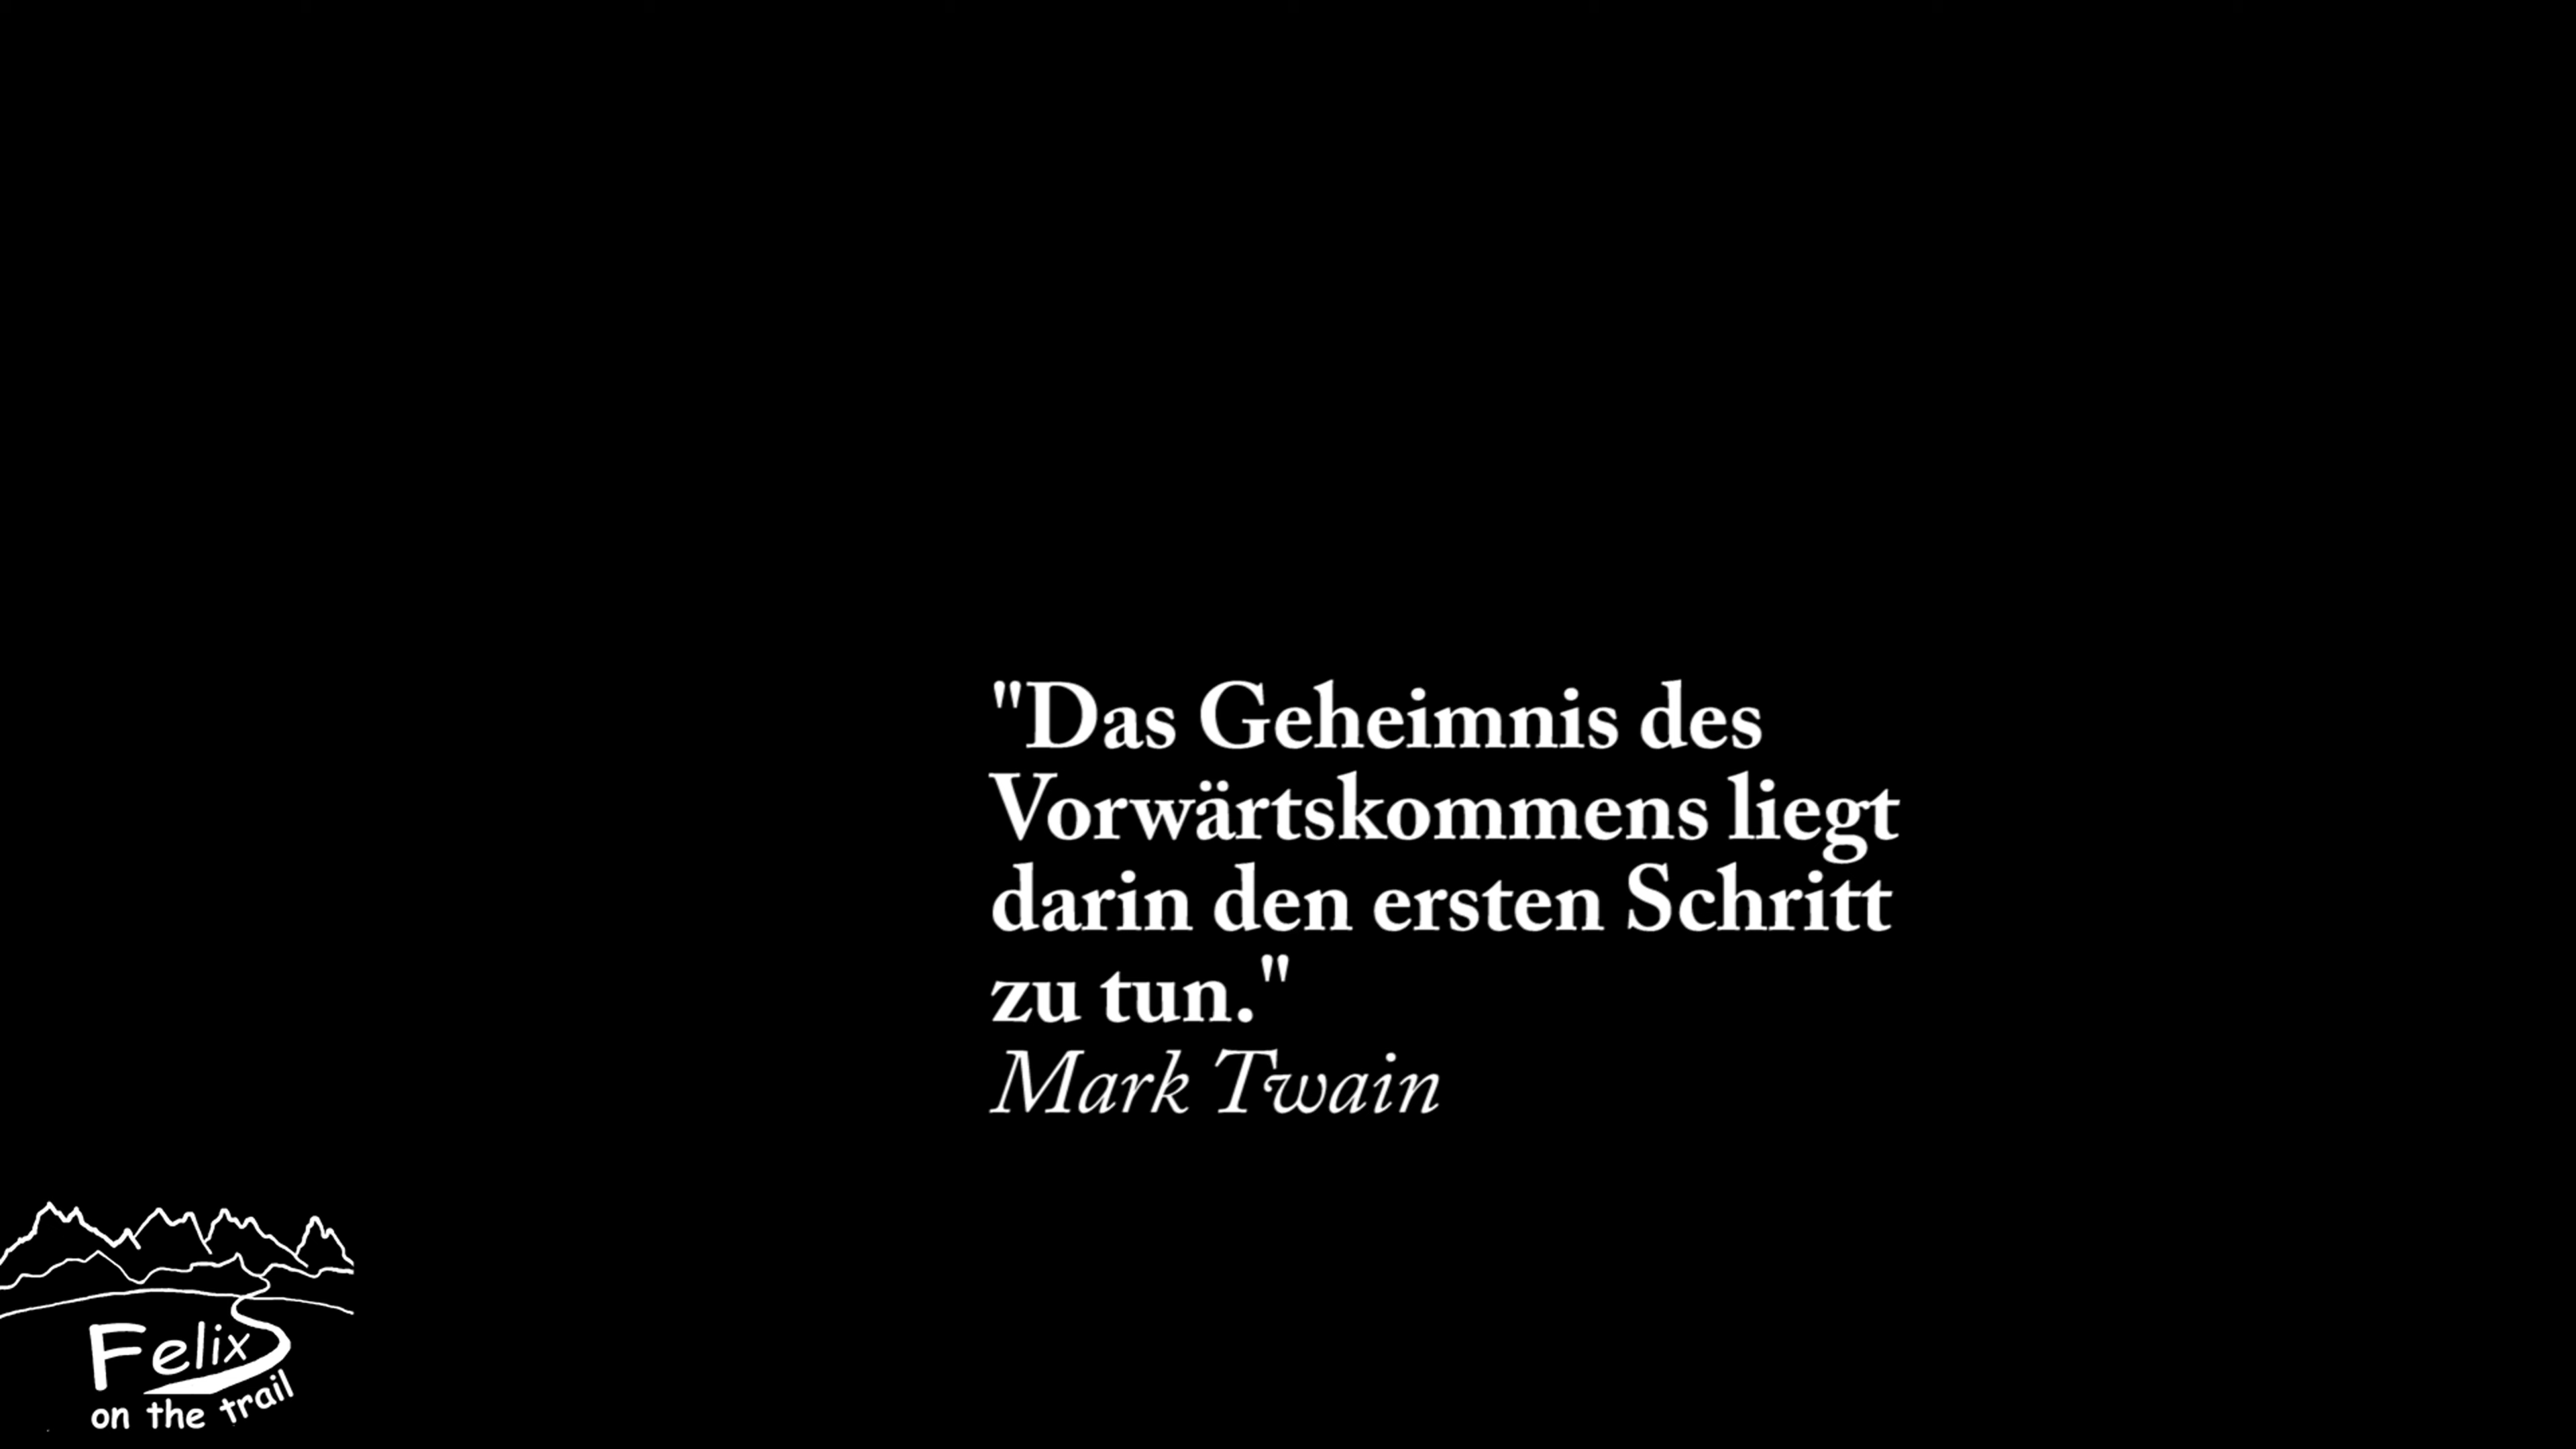 "Das Geheimnis des
Vorwärtskommens liegt
darin den ersten Schritt
zu tun."
Mark Twain
Felix
on the trail